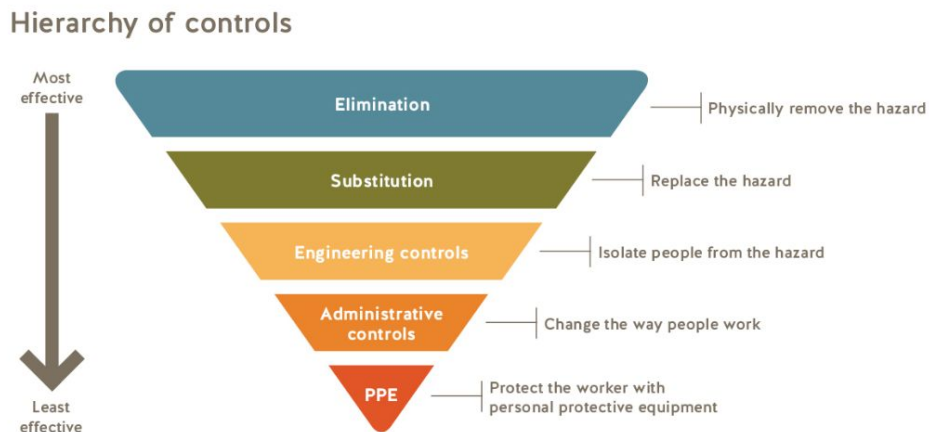 Hierarchy of controls
Most
effective
Elimination
Physically remove the hazard
Substitution
Replace the hazard
Engineering controls
Isolate people from the hazard
Administrative
controls
Change the way people work
PPE
Protect the worker with
personal protective equipment
Least
effective